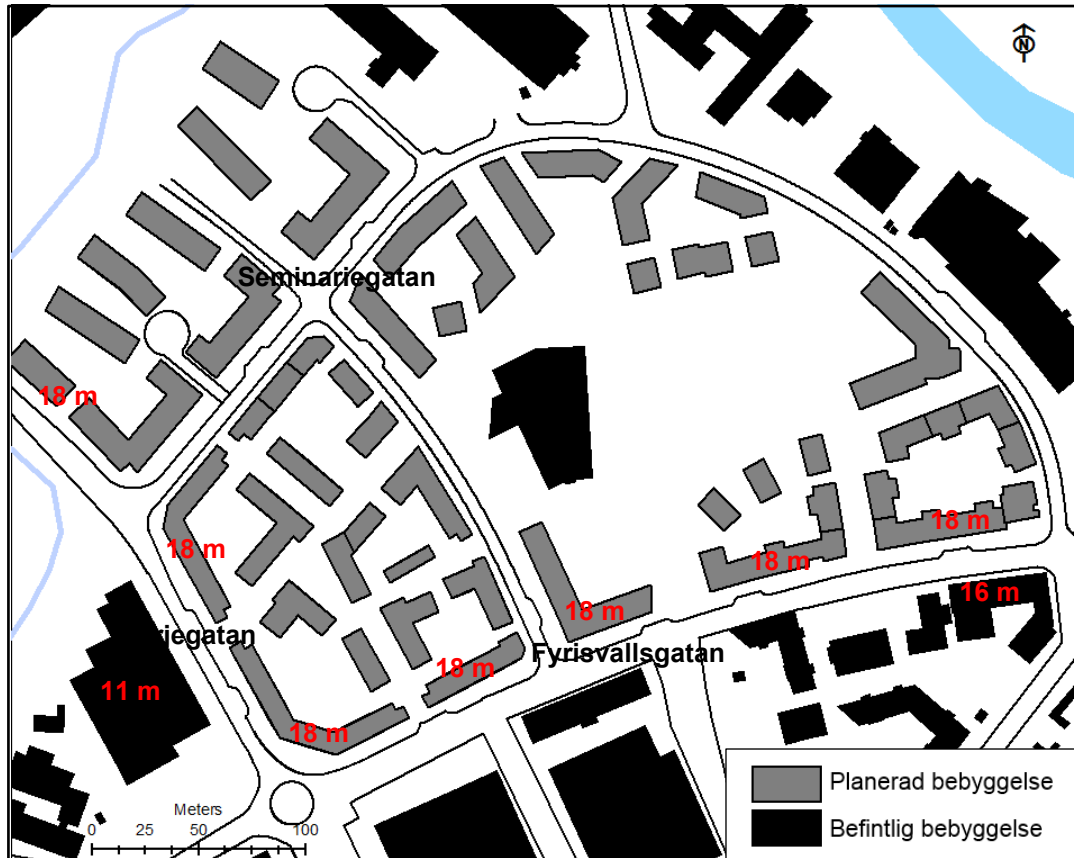 N
Seminariegatan
18 m
18 m
18 m
18 m
16 m
18 m
riegatan
Fyrisvallsgatan
18 m
11 m
18 m
Planerad bebyggelse
Befintlig bebyggelse
Meters
0 25 50 100